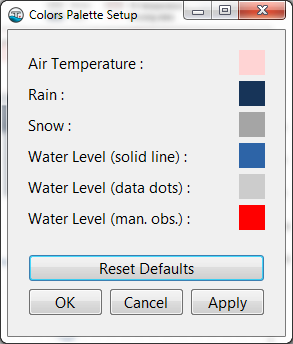 Colors Palette Setup
Air Temperature :
Rain :
Snow :
Water Level (solid line) :
Water Level (data dots) :
Water Level (man. obs.) :
Reset Defaults
OK Cancel Apply